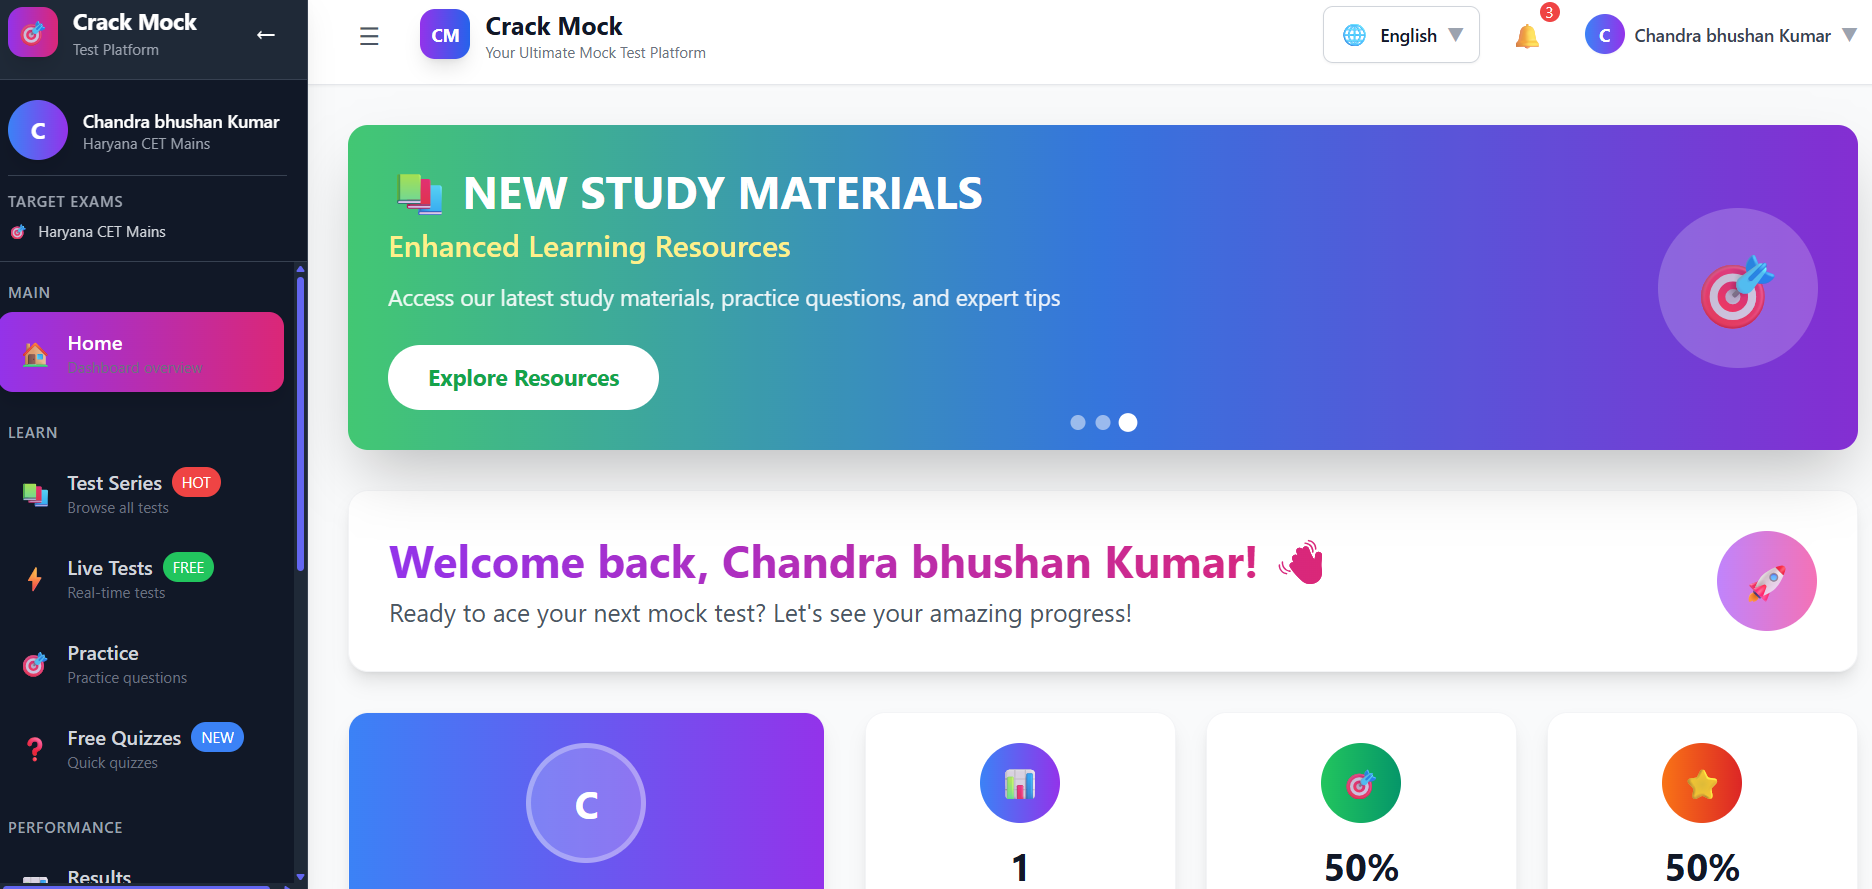 Crack Mock
Test Platform
←
Chandra bhushan Kumar
Haryana CET Mains
C
TARGET EXAMS
Haryana CET Mains
MAIN
Home
Dashboard overview
LEARN
Test Series HOT
Browse all tests
Live Tests FREE
Real-time tests
Practice
Practice questions
Free Quizzes NEW
Quick quizzes
PERFORMANCE
Results
☰
CM
Crack Mock
Your Ultimate Mock Test Platform
English
3
C Chandra bhushan Kumar
NEW STUDY MATERIALS
Enhanced Learning Resources
Access our latest study materials, practice questions, and expert tips
Explore Resources
Welcome back, Chandra bhushan Kumar!
Ready to ace your next mock test? Let's see your amazing progress!
C
1
50%
50%